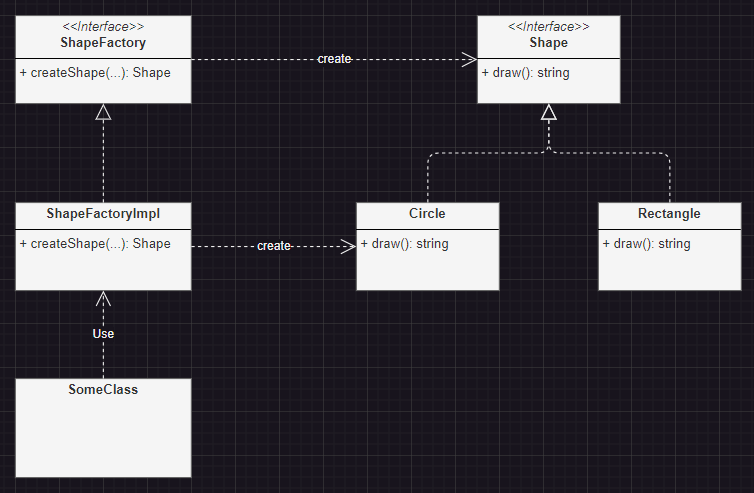 <<Interface>>
ShapeFactory
+ createShape(...): Shape
create
<<Interface>>
Shape
+ draw(): string
ShapeFactoryImpl
+ createShape(...): Shape
create
Circle
+ draw(): string
Rectangle
+ draw(): string
Use
SomeClass